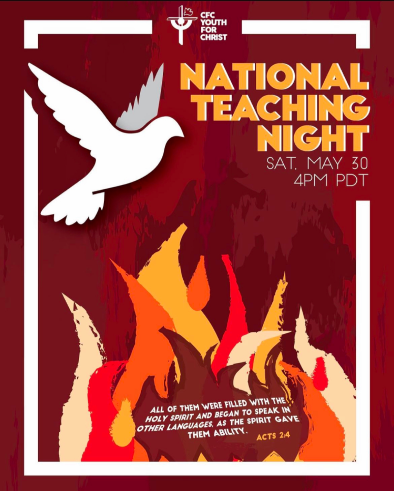 CFC
YOUTH
FOR
CHRIST
NATIONAL
TEACHING
NIGHT
SAT, MAY 30
4PM PDT
ALL OF THEM WERE FILLED WITH THE
HOLY SPIRIT AND BEGAN TO SPEAK IN
OTHER LANGUAGES, AS THE SPIRIT GAVE
THEM ABILITY.
ACTS 2:4